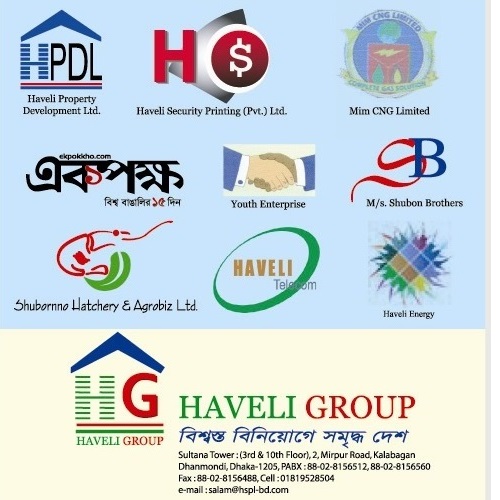 HPDL
Haveli Property
Development Ltd.
H $
Haveli Security Printing (Pvt.) Ltd.
MIM CNG LIMITED
COMPLETE GAS SOLUTION
Mim CNG Limited
ekpokkho.com
একপক্ষ
বিশ্ব বাঙালির ১৫ দিন
Youth Enterprise
SB
M/s. Shubon Brothers
Shubornno Hatchery & Agrobiz Ltd.
HAVELI
Telecom
Haveli Energy
HG
HAVELI GROUP
HAVELI GROUP
বিশ্বস্ত বিনিয়োগে সমৃদ্ধ দেশ
Sultana Tower : (3rd & 10th Floor), 2, Mirpur Road, Kalabagan
Dhanmondi, Dhaka-1205, PABX : 88-02-8156512, 88-02-8156560
Fax : 88-02-8156488, Cell : 01819528504
e-mail : salam@hspl-bd.com